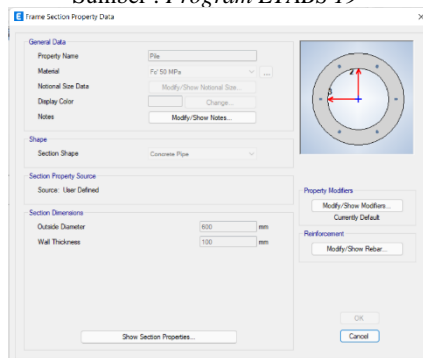 Sumber : Program ETABS 19
Frame Section Property Data
General Data
Property Name Pile
Material Fc' 50 MPa ...
Notional Size Data Modify/Show Notional Size...
Display Color Change...
Notes Modify/Show Notes...
Shape
Section Shape Concrete Pipe
Section Property Source
Source: User Defined
Section Dimensions
Outside Diameter 600 mm
Wall Thickness 100 mm
Show Section Properties...
Property Modifiers
Modify/Show Modifiers...
Currently Default
Reinforcement
Modify/Show Rebar...
OK
Cancel